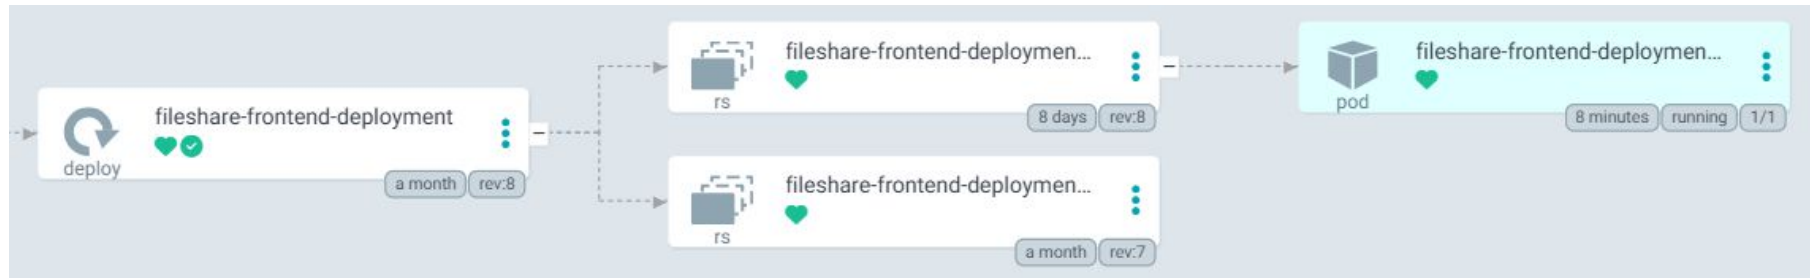 fileshare-frontend-deployment
deploy
a month
rev:8
fileshare-frontend-deploymen...
rs
8 days
rev:8
fileshare-frontend-deploymen...
rs
a month
rev:7
fileshare-frontend-deploymen...
pod
8 minutes
running
1/1